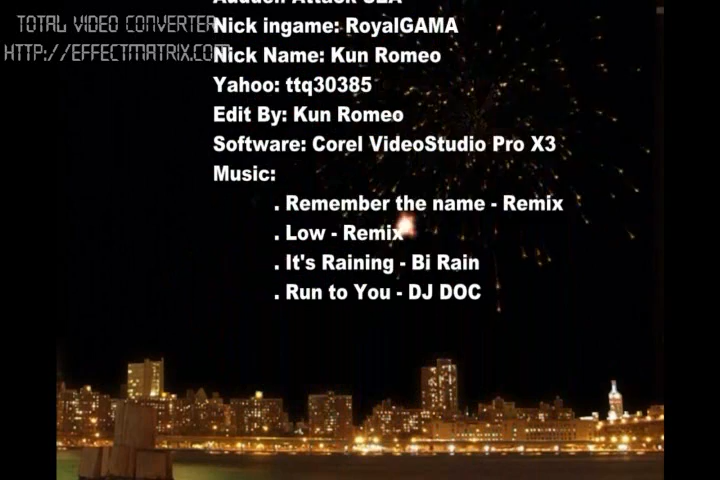 TOTAL VIDEO CONVERTER
HTTP://EFFECTMATRIX.COM
Nick ingame: RoyalGAMA
Nick Name: Kun Romeo
Yahoo: ttq30385
Edit By: Kun Romeo
Software: Corel VideoStudio Pro X3
Music:
. Remember the name - Remix
. Low - Remix
. It's Raining - Bi Rain
. Run to You - DJ DOC